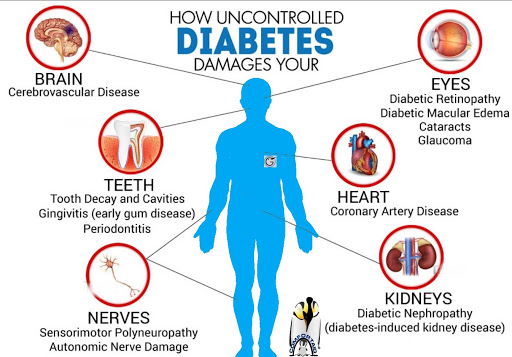 HOW UNCONTROLLED
DIABETES
DAMAGES YOUR
BRAIN
Cerebrovascular Disease
EYES
Diabetic Retinopathy
Diabetic Macular Edema
Cataracts
Glaucoma
TEETH
Tooth Decay and Cavities
Gingivitis (early gum disease)
Periodontitis
HEART
Coronary Artery Disease
NERVES
Sensorimotor Polyneuropathy
Autonomic Nerve Damage
KIDNEYS
Diabetic Nephropathy
(diabetes-induced kidney disease)